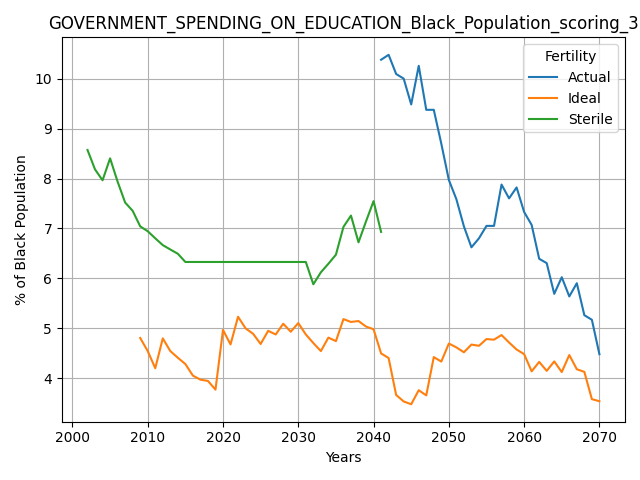 GOVERNMENT_SPENDING_ON_EDUCATION_Black_Population_scoring_3
Fertility
Actual
Ideal
Sterile
% of Black Population
10
9
8
7
6
5
4
2000 2010 2020 2030 2040 2050 2060 2070
Years